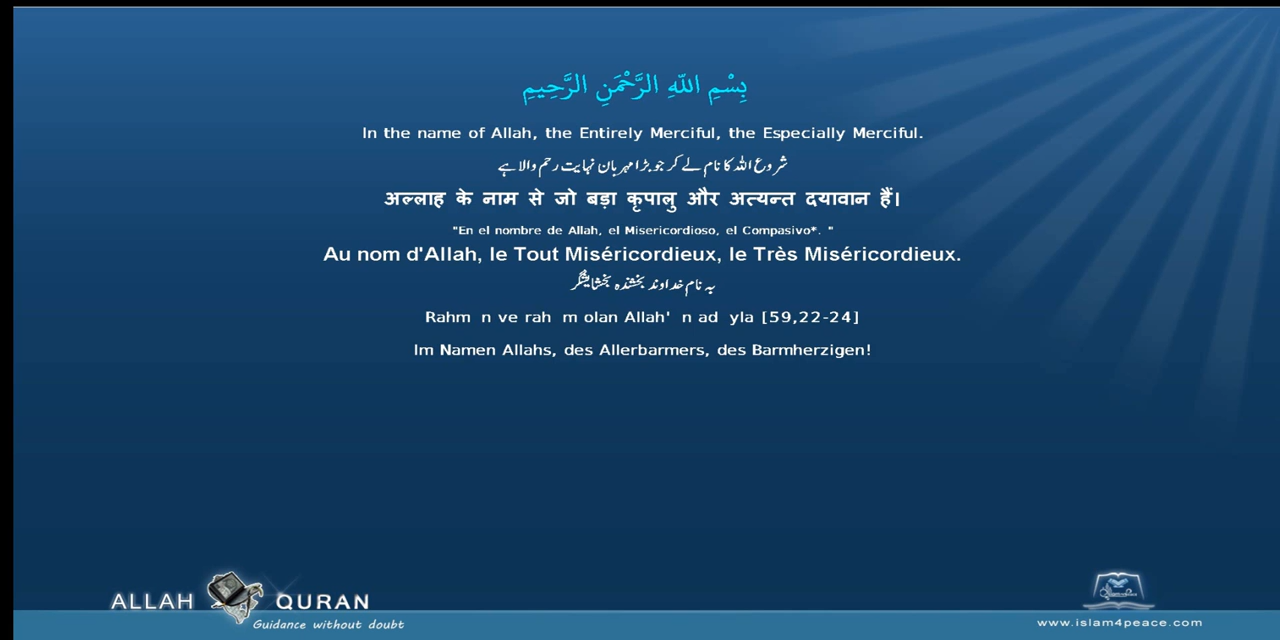 بِسْمِ اللَّهِ الرَّحْمَنِ الرَّحِيمِ
In the name of Allah, the Entirely Merciful, the Especially Merciful.
شروع الله کا نام لے کر جو بڑا مہربان نہایت رحم والا ہے
अल्लाह के नाम से जो बड़ा कृपालु और अत्यन्त दयावान हैं।
"En el nombre de Allah, el Misericordioso, el Compasivo*. "
Au nom d'Allah, le Tout Miséricordieux, le Très Miséricordieux.
به نام خداوند بخشنده بخشایشگر
Rahm n ve rah m olan Allah' n ad yla [59,22-24]
Im Namen Allahs, des Allerbarmers, des Barmherzigen!
ALLAH QURAN
Guidance without doubt
www.islam4peace.com